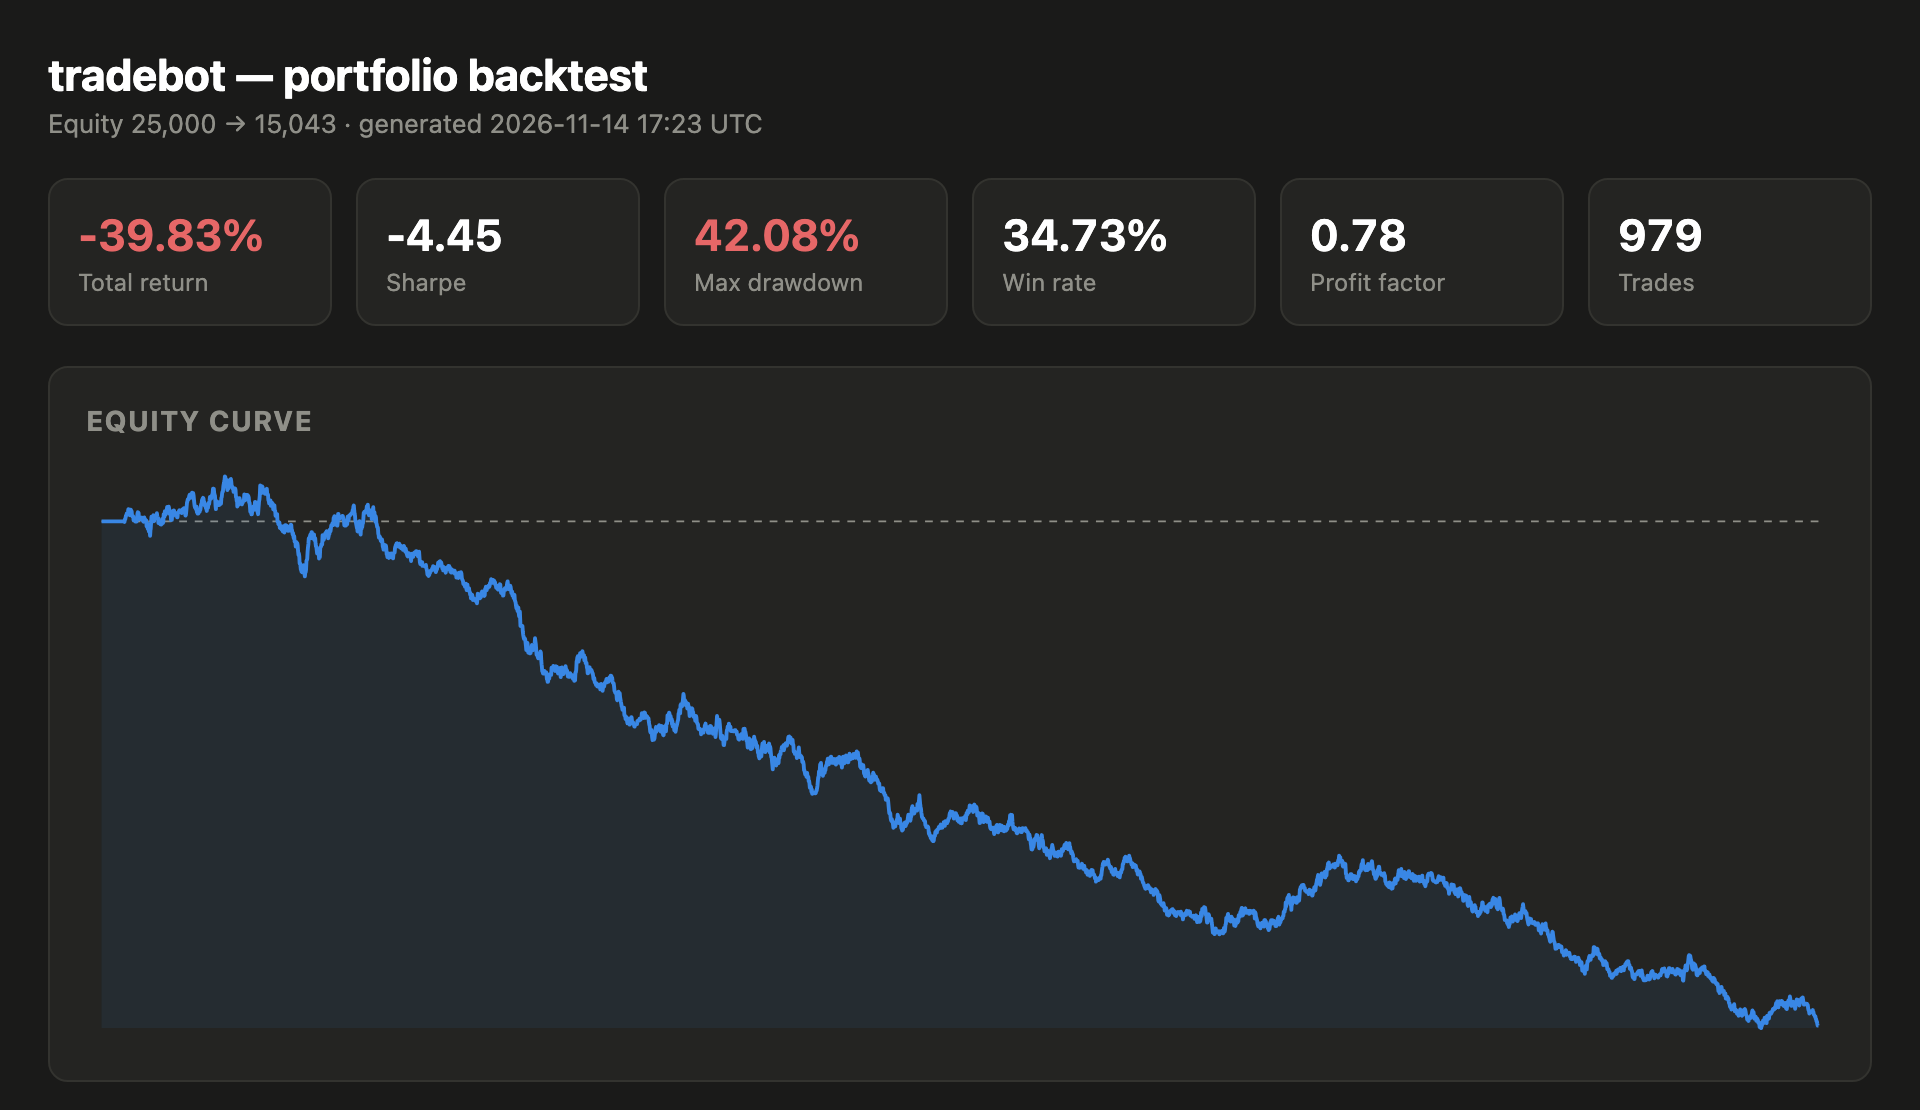 tradebot — portfolio backtest
Equity 25,000 → 15,043 · generated 2026-11-14 17:23 UTC
-39.83%
Total return
-4.45
Sharpe
42.08%
Max drawdown
34.73%
Win rate
0.78
Profit factor
979
Trades
EQUITY CURVE